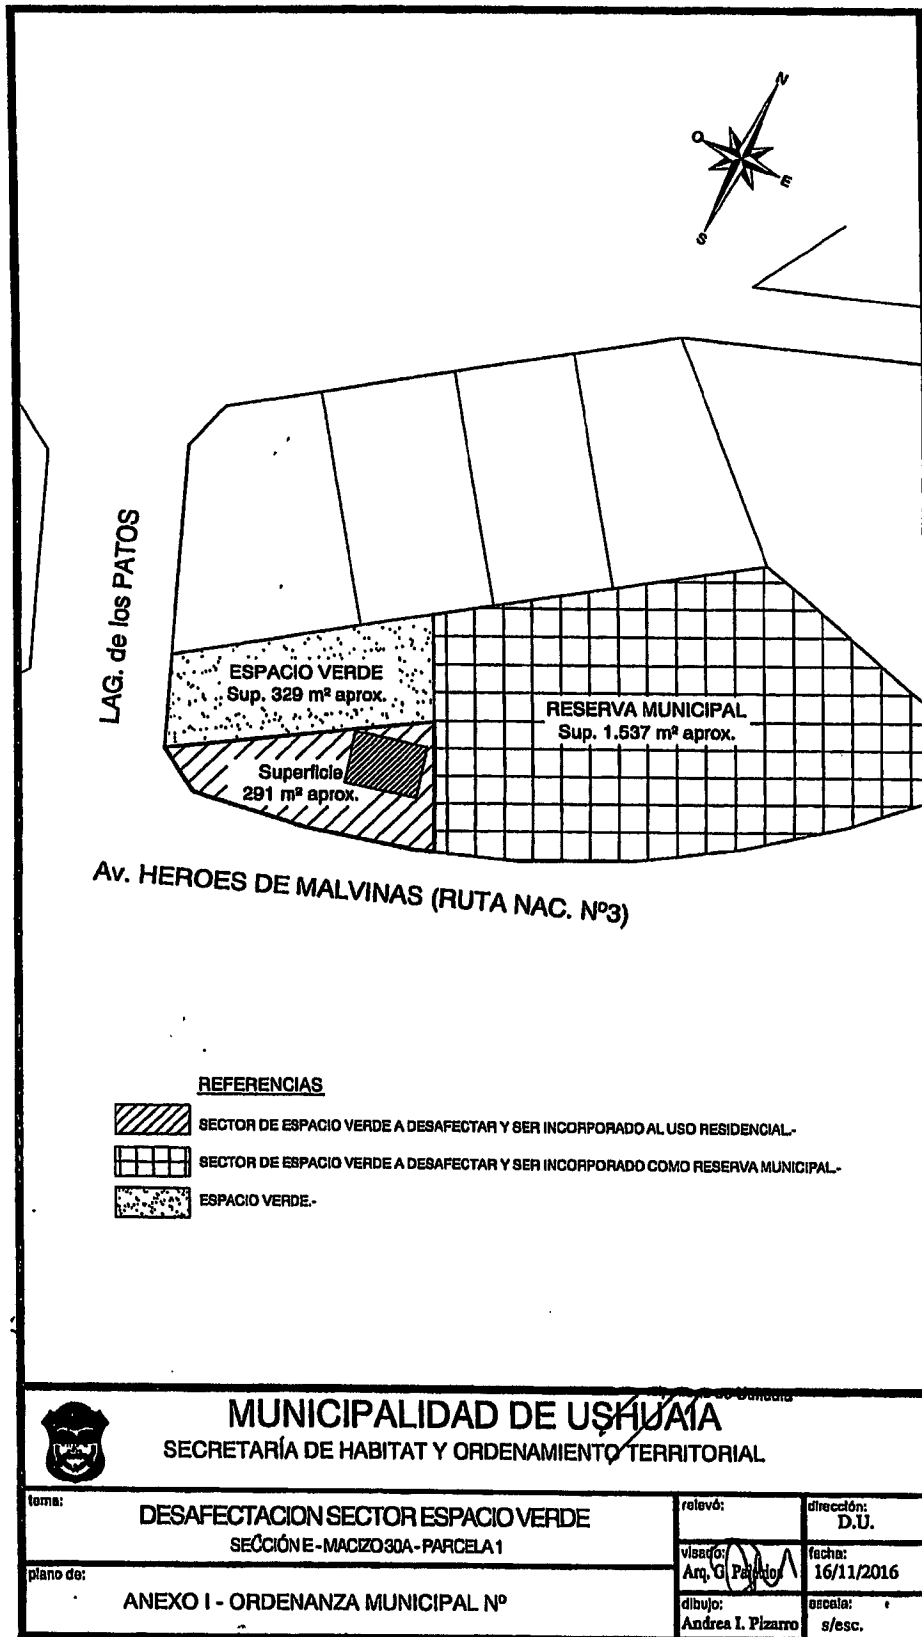 N
O
E
S
LAG. de los PATOS
ESPACIO VERDE
Sup. 329 m² aprox.
RESERVA MUNICIPAL
Sup. 1.537 m² aprox.
Superficie
291 m² aprox.
Av. HEROES DE MALVINAS (RUTA NAC. Nº3)
REFERENCIAS
SECTOR DE ESPACIO VERDE A DESAFECTAR Y SER INCORPORADO AL USO RESIDENCIAL.-
SECTOR DE ESPACIO VERDE A DESAFECTAR Y SER INCORPORADO COMO RESERVA MUNICIPAL.-
ESPACIO VERDE.-
MUNICIPALIDAD DE USHUAIA
SECRETARÍA DE HABITAT Y ORDENAMIENTO TERRITORIAL
tema:
DESAFECTACION SECTOR ESPACIO VERDE
SECCIÓN E - MACIZO 30A - PARCELA 1
plano de:
ANEXO I - ORDENANZA MUNICIPAL Nº
relevó:
dirección:
D.U.
visado:
Arq. G.
fecha:
16/11/2016
dibujo:
Andrea I. Pizarro
escala:
s/esc.